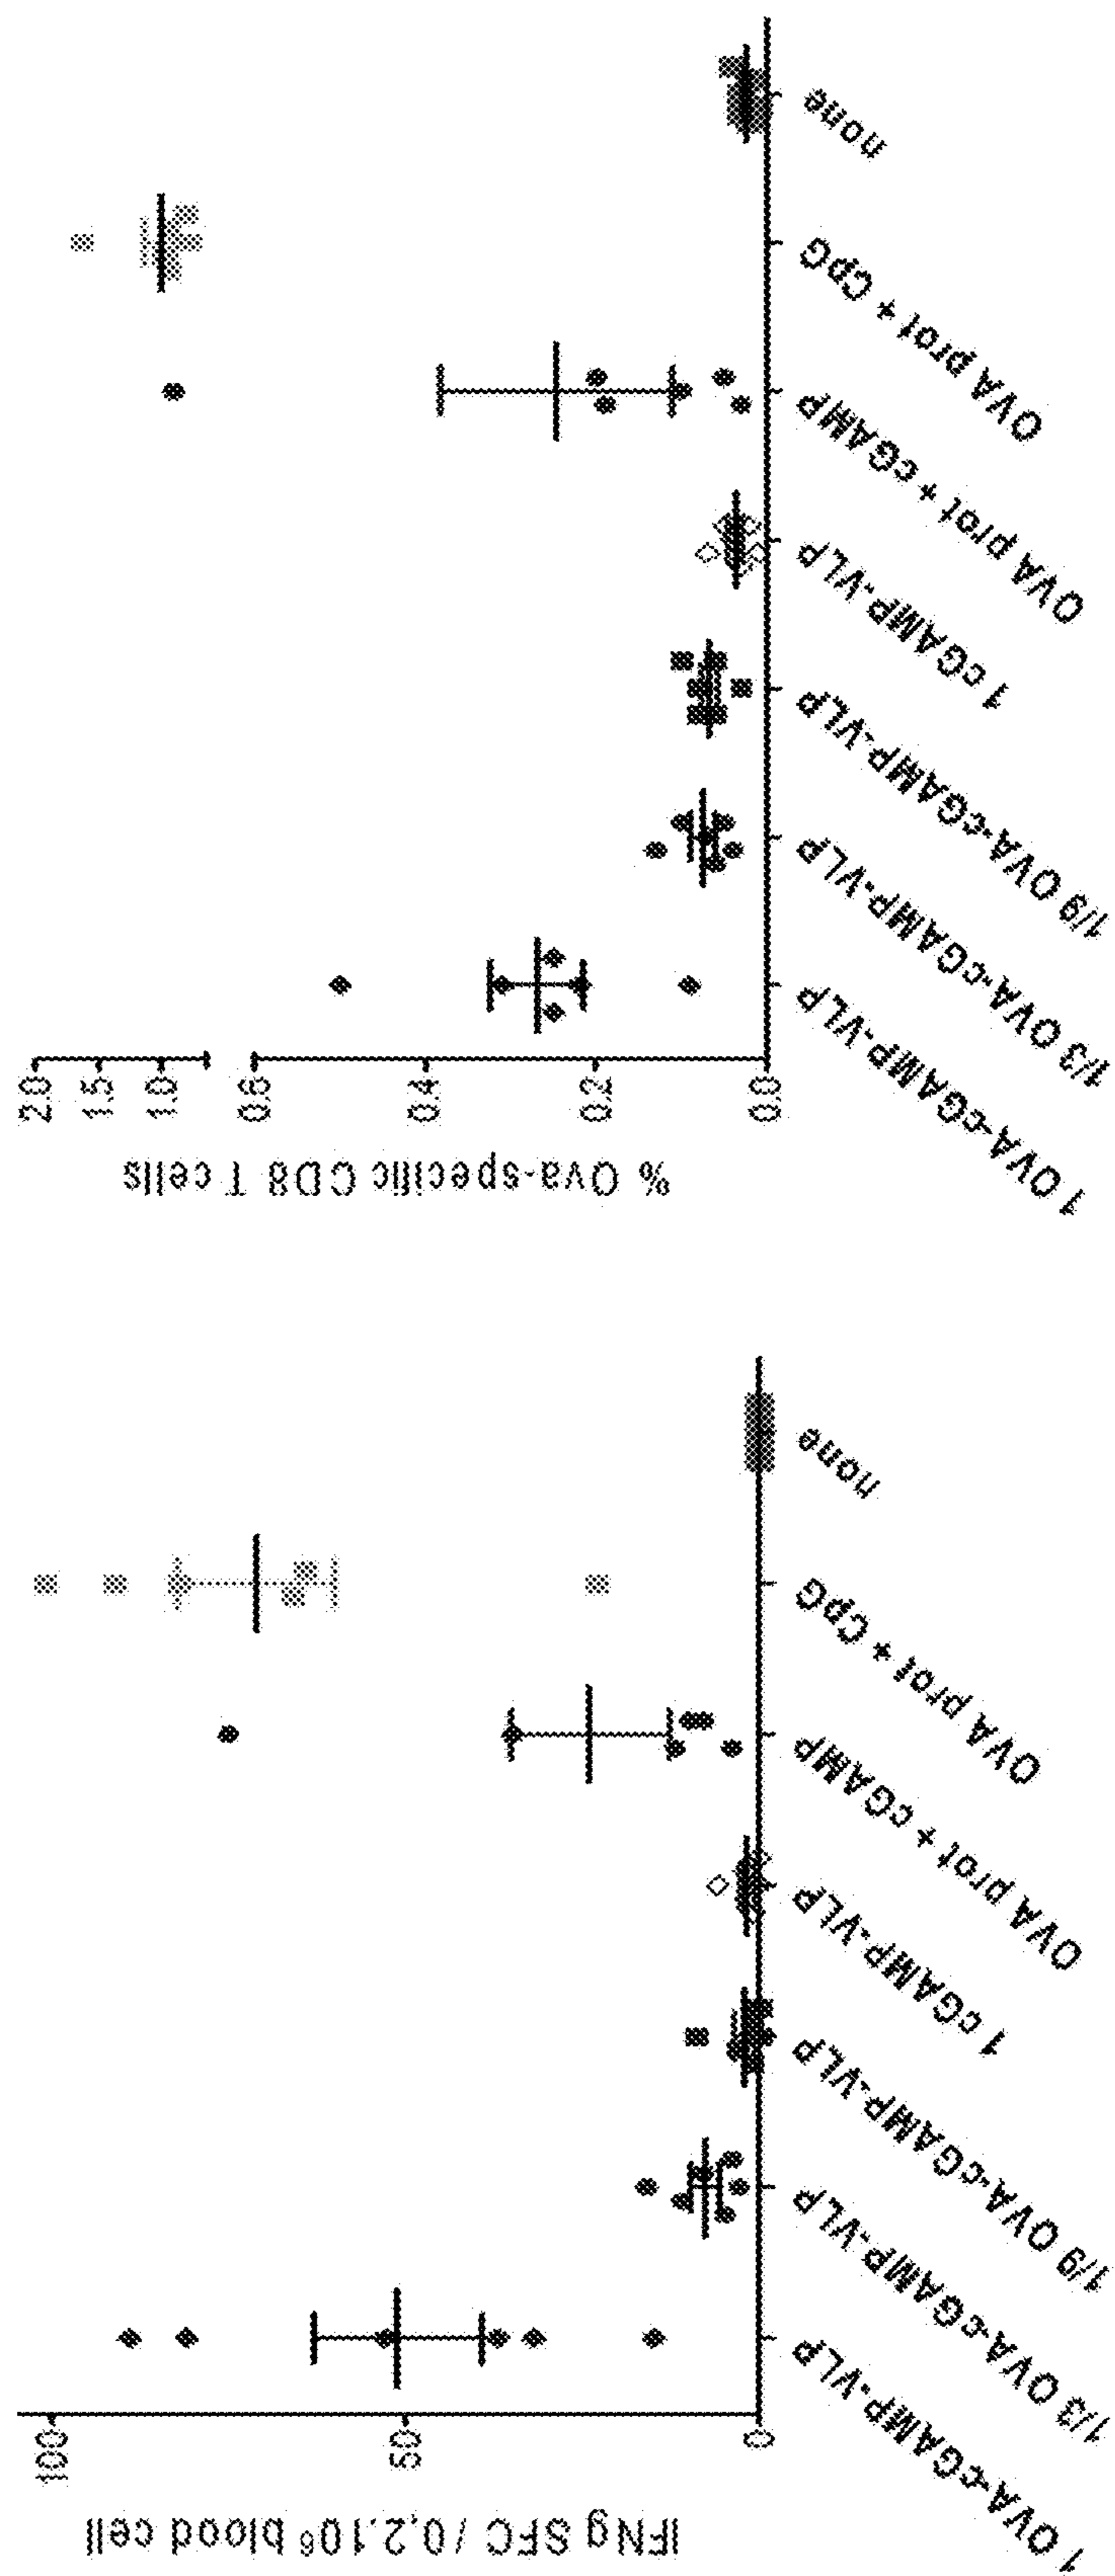 IFNg SFC / 0,2.10⁶ blood cell
100
50
0
1 OVA-cGAMP-VLP
1/3 OVA-cGAMP-VLP
1/9 OVA-cGAMP-VLP
1 cGAMP-VLP
OVA prot + cGAMP
OVA prot + CpG
none
% Ova-specific CD8 T cells
2.0
1.5
1.0
0.6
0.4
0.2
0.0
1 OVA-cGAMP-VLP
1/3 OVA-cGAMP-VLP
1/9 OVA-cGAMP-VLP
1 cGAMP-VLP
OVA prot + cGAMP
OVA prot + CpG
none